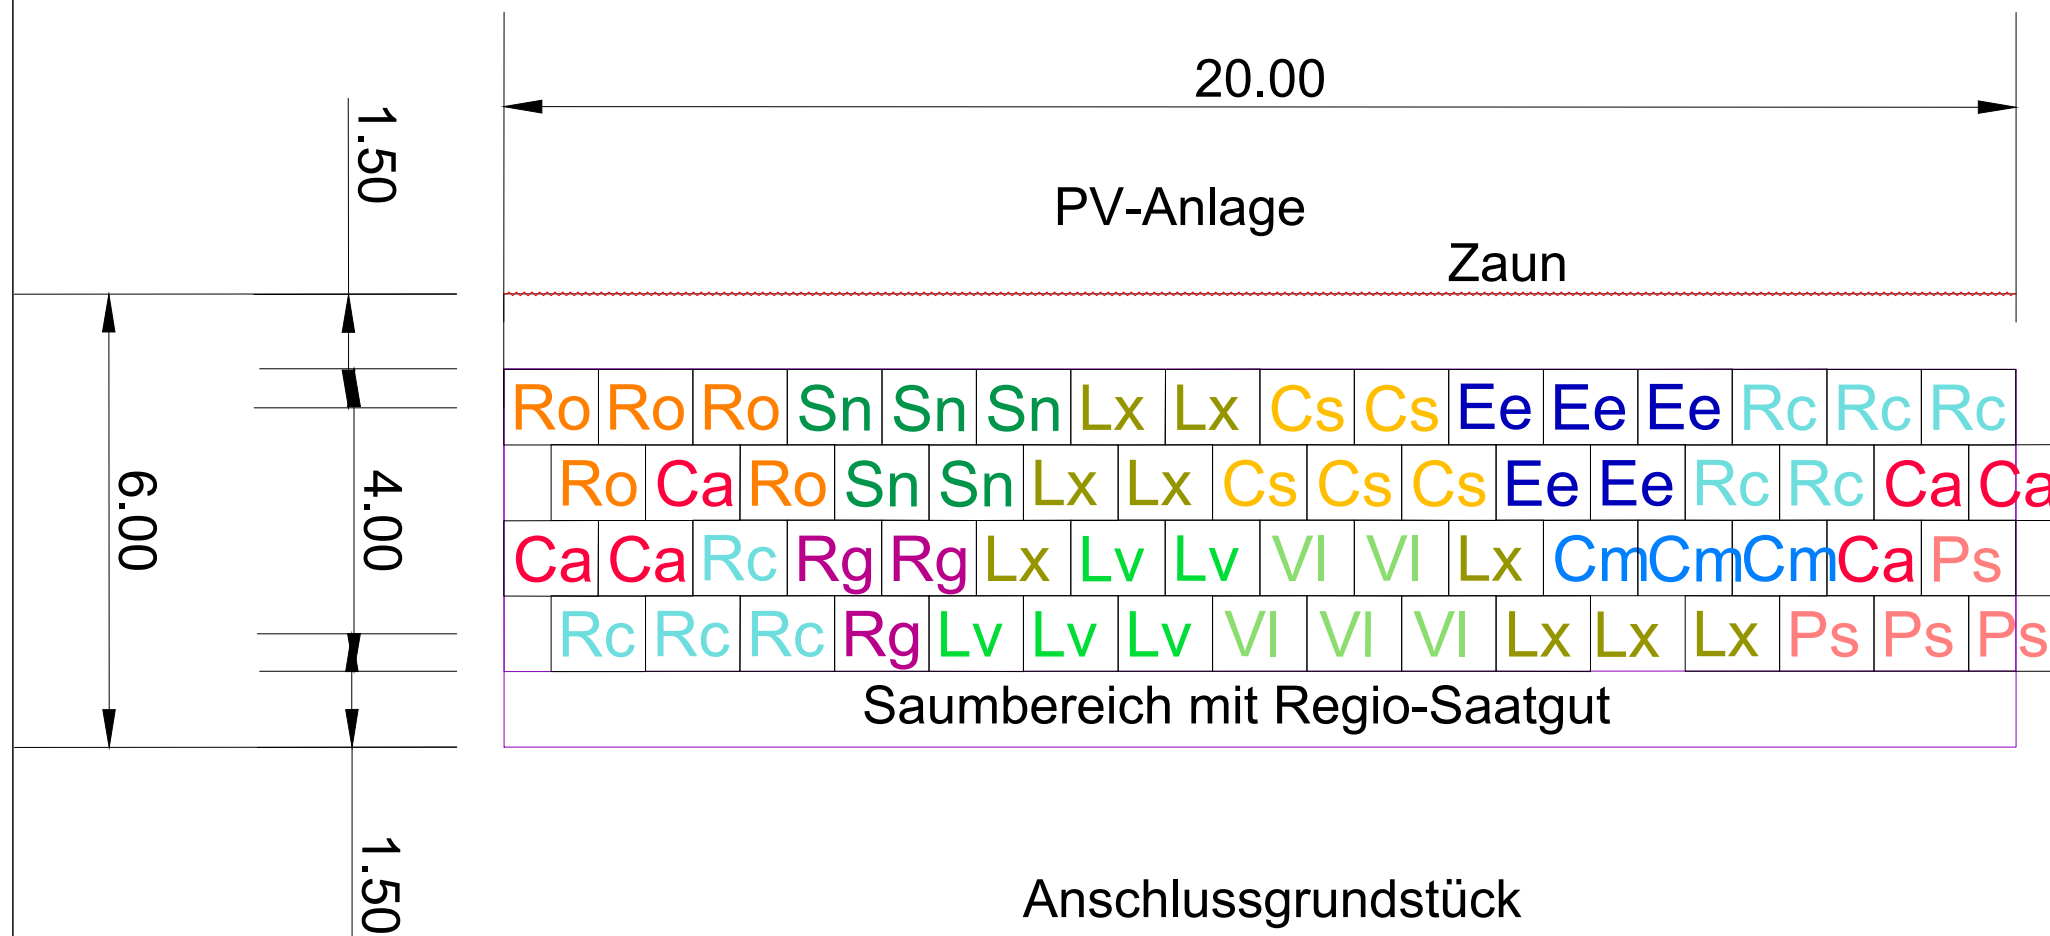 20.00
1.50
PV-Anlage
Zaun
Ro Ro Ro Sn Sn Sn Lx Lx Cs Cs Ee Ee Ee Rc Rc Rc
Ro Ca Ro Sn Sn Lx Lx Cs Cs Cs Ee Ee Rc Rc Ca Ca
6.00
4.00
Ca Ca Rc Rg Rg Lx Lv Lv Vl Vl Lx Cm Cm Cm Ca Ps
Rc Rc Rc Rg Lv Lv Lv Vl Vl Vl Lx Lx Lx Ps Ps Ps
Saumbereich mit Regio-Saatgut
1.50
Anschlussgrundstück